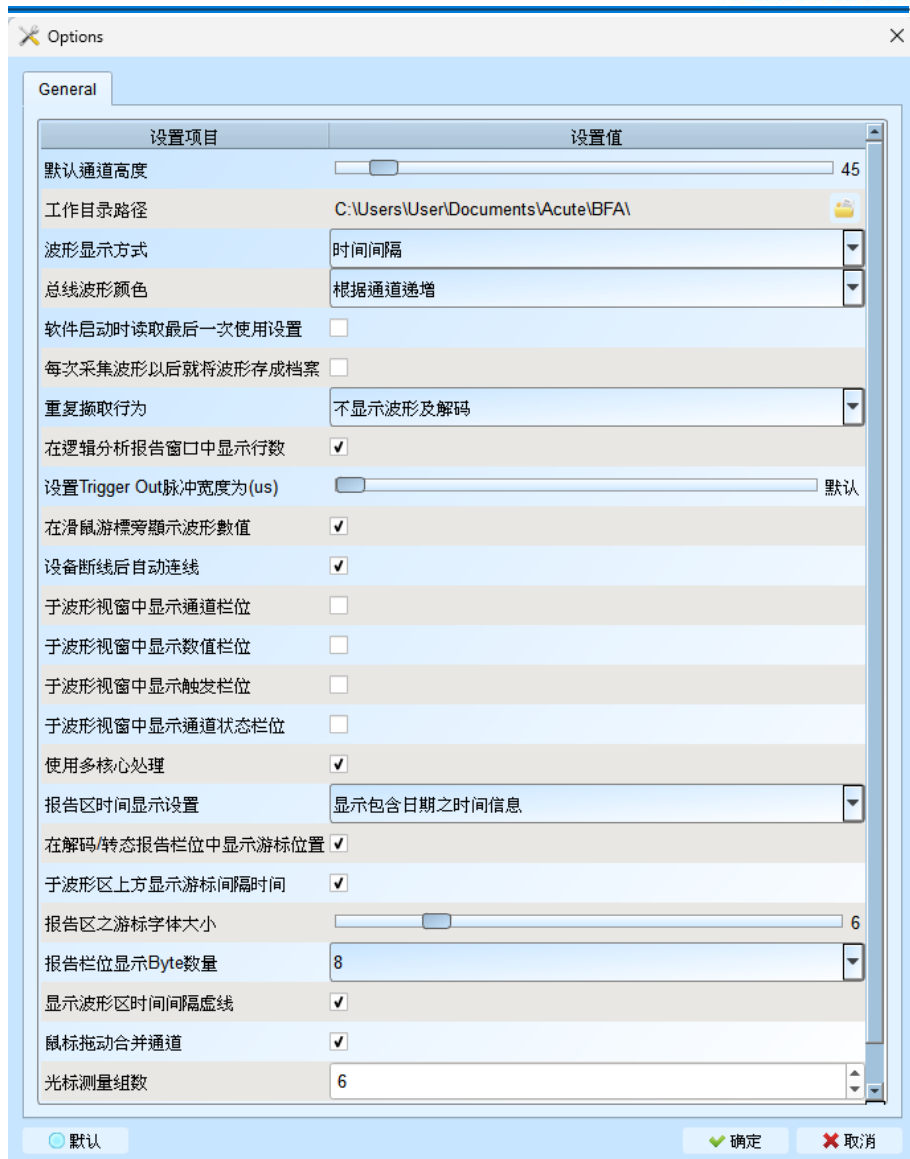 Options
General
设置项目 设置值
默认通道高度 45
工作目录路径 C:\Users\User\Documents\Acute\BFA\
波形显示方式 时间间隔
总线波形颜色 根据通道递增
软件启动时读取最后一次使用设置
每次采集波形以后就将波形存成档案
重复撷取行为 不显示波形及解码
在逻辑分析报告窗口中显示行数
设置Trigger Out脉冲宽度为(us) 默认
在滑鼠游標旁顯示波形數值
设备断线后自动连线
于波形视窗中显示通道栏位
于波形视窗中显示数值栏位
于波形视窗中显示触发栏位
于波形视窗中显示通道状态栏位
使用多核心处理
报告区时间显示设置 显示包含日期之时间信息
在解码/转态报告栏位中显示游标位置
于波形区上方显示游标间隔时间
报告区之游标字体大小 6
报告栏位显示Byte数量 8
显示波形区时间间隔虚线
鼠标拖动合并通道
光标测量组数 6
默认 确定 取消